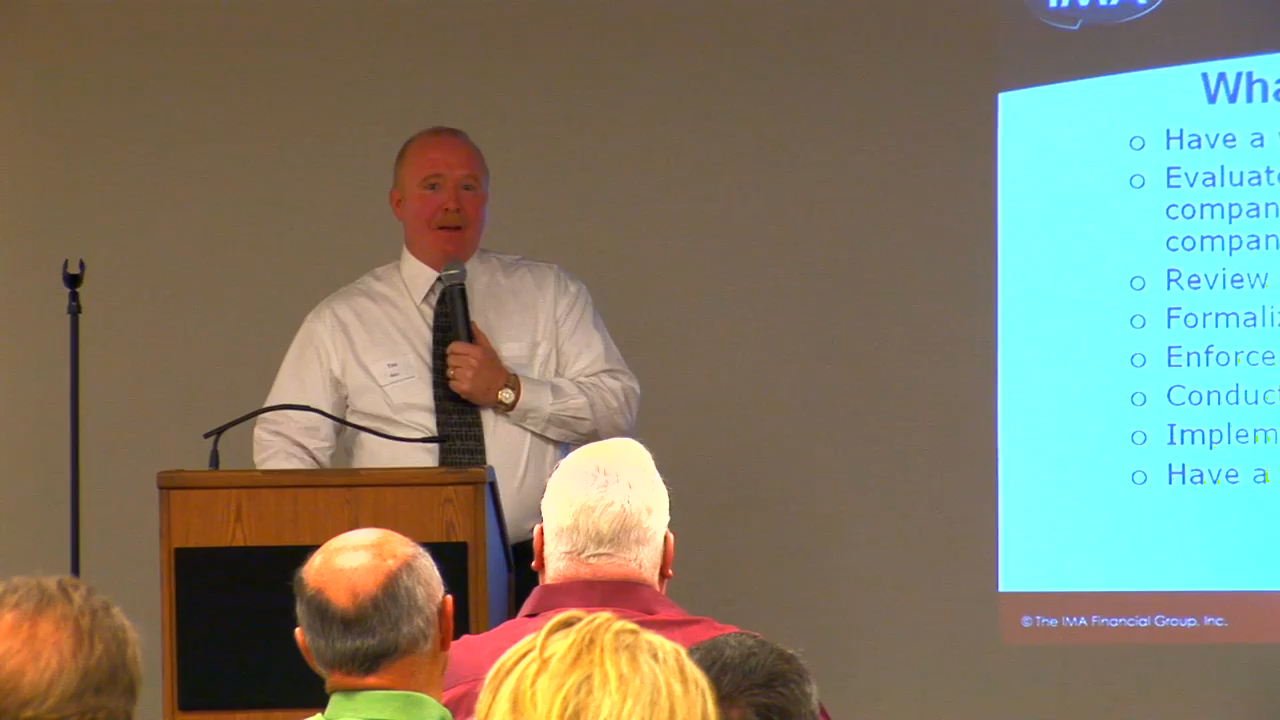 IMA
Wha
Have a
Evaluate
compan
compan
Review
Formaliz
Enforce
Conduct
Implem
Have a
© The IMA Financial Group, Inc.